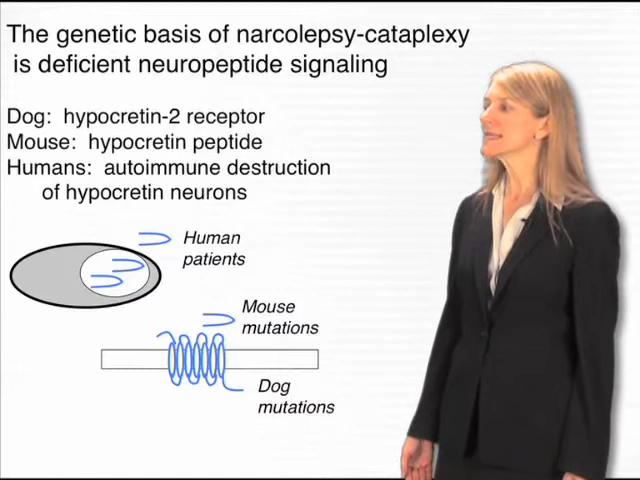 The genetic basis of narcolepsy-cataplexy
is deficient neuropeptide signaling
Dog: hypocretin-2 receptor
Mouse: hypocretin peptide
Humans: autoimmune destruction
of hypocretin neurons
Human
patients
Mouse
mutations
Dog
mutations